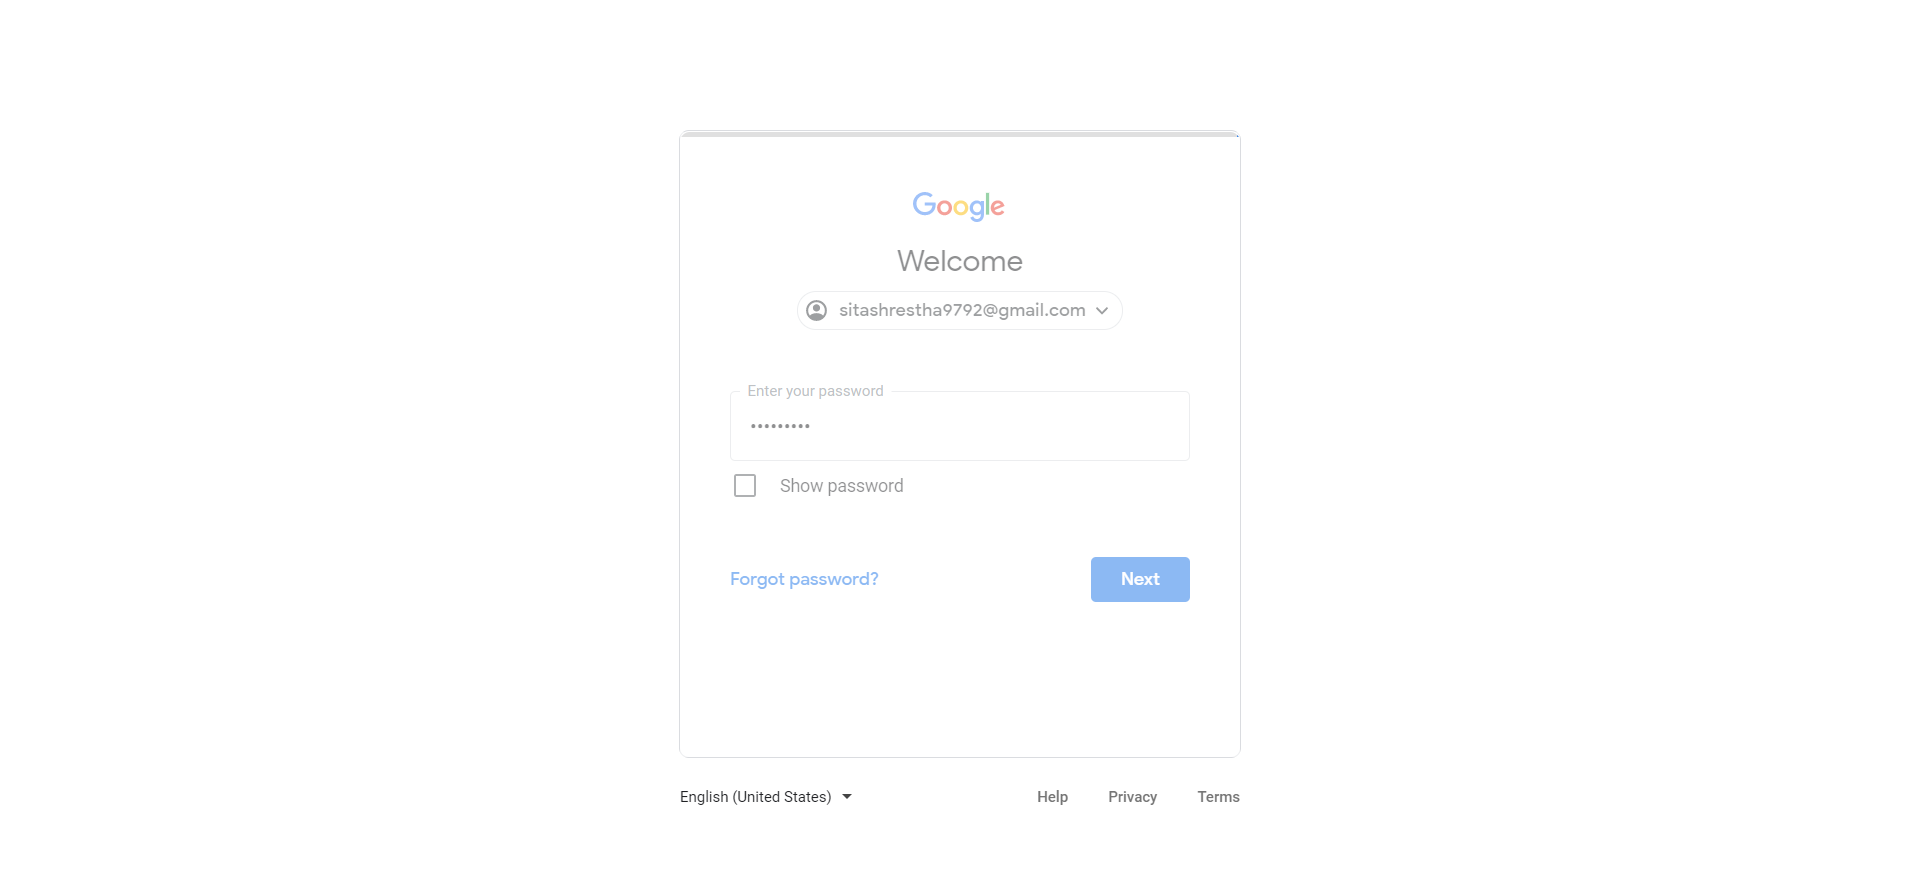 Google
Welcome
sitashrestha9792@gmail.com
Enter your password
•••••••••
Show password
Forgot password?
Next
English (United States)
Help
Privacy
Terms